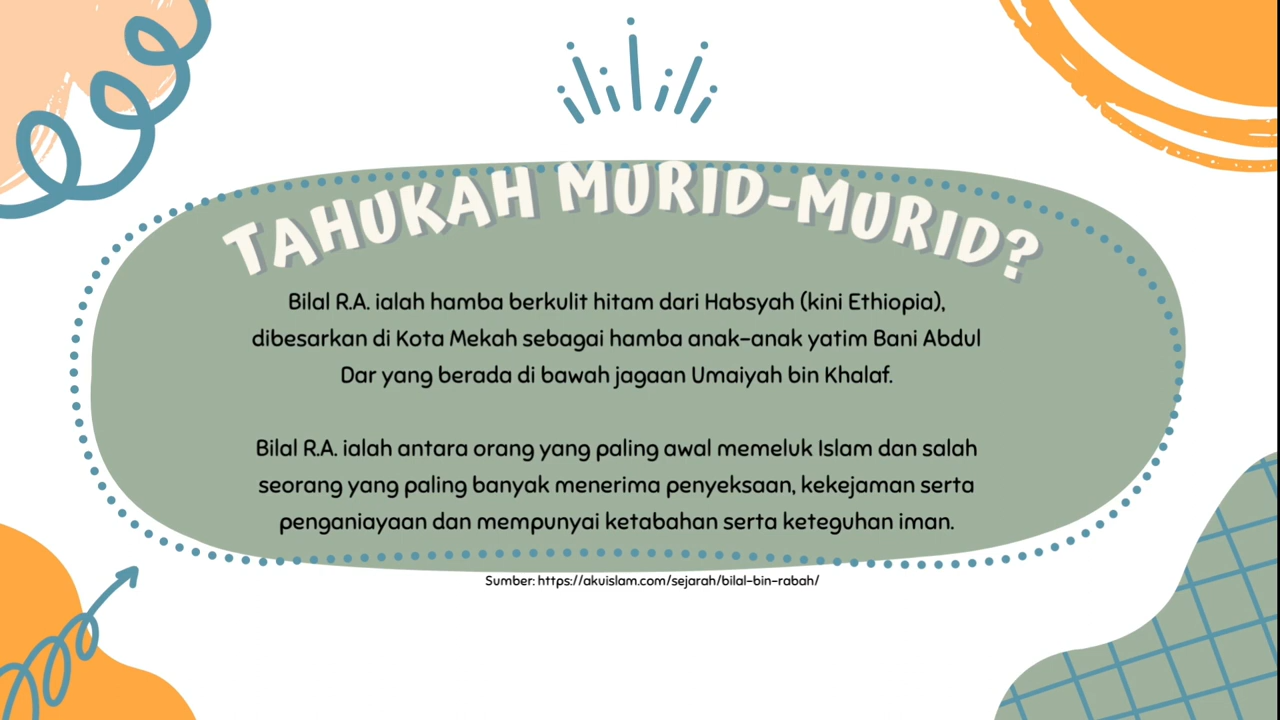 TAHUKAH MURID-MURID?
Bilal R.A. ialah hamba berkulit hitam dari Habsyah (kini Ethiopia),
dibesarkan di Kota Mekah sebagai hamba anak-anak yatim Bani Abdul
Dar yang berada di bawah jagaan Umaiyah bin Khalaf.
Bilal R.A. ialah antara orang yang paling awal memeluk Islam dan salah
seorang yang paling banyak menerima penyeksaan, kekejaman serta
penganiayaan dan mempunyai ketabahan serta keteguhan iman.
Sumber: https://akuislam.com/sejarah/bilal-bin-rabah/